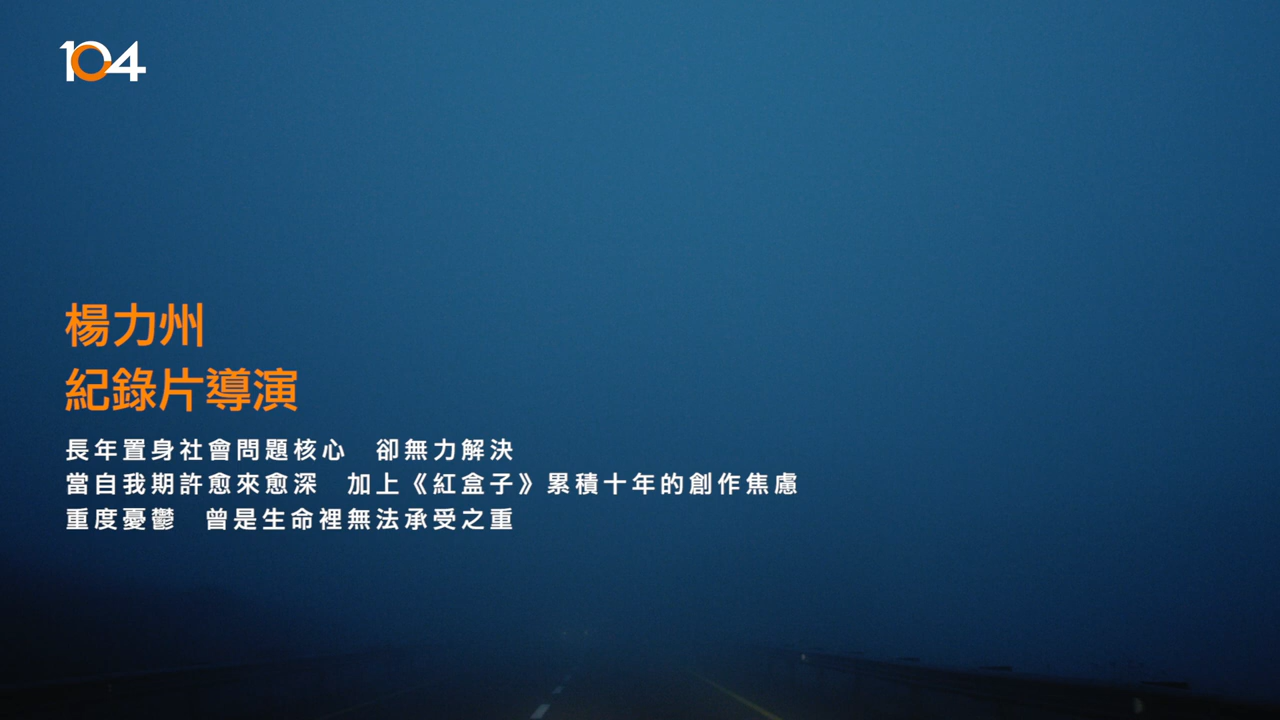 104
楊力州
紀錄片導演
長年置身社會問題核心　卻無力解決
當自我期許愈來愈深　加上《紅盒子》累積十年的創作焦慮
重度憂鬱　曾是生命裡無法承受之重